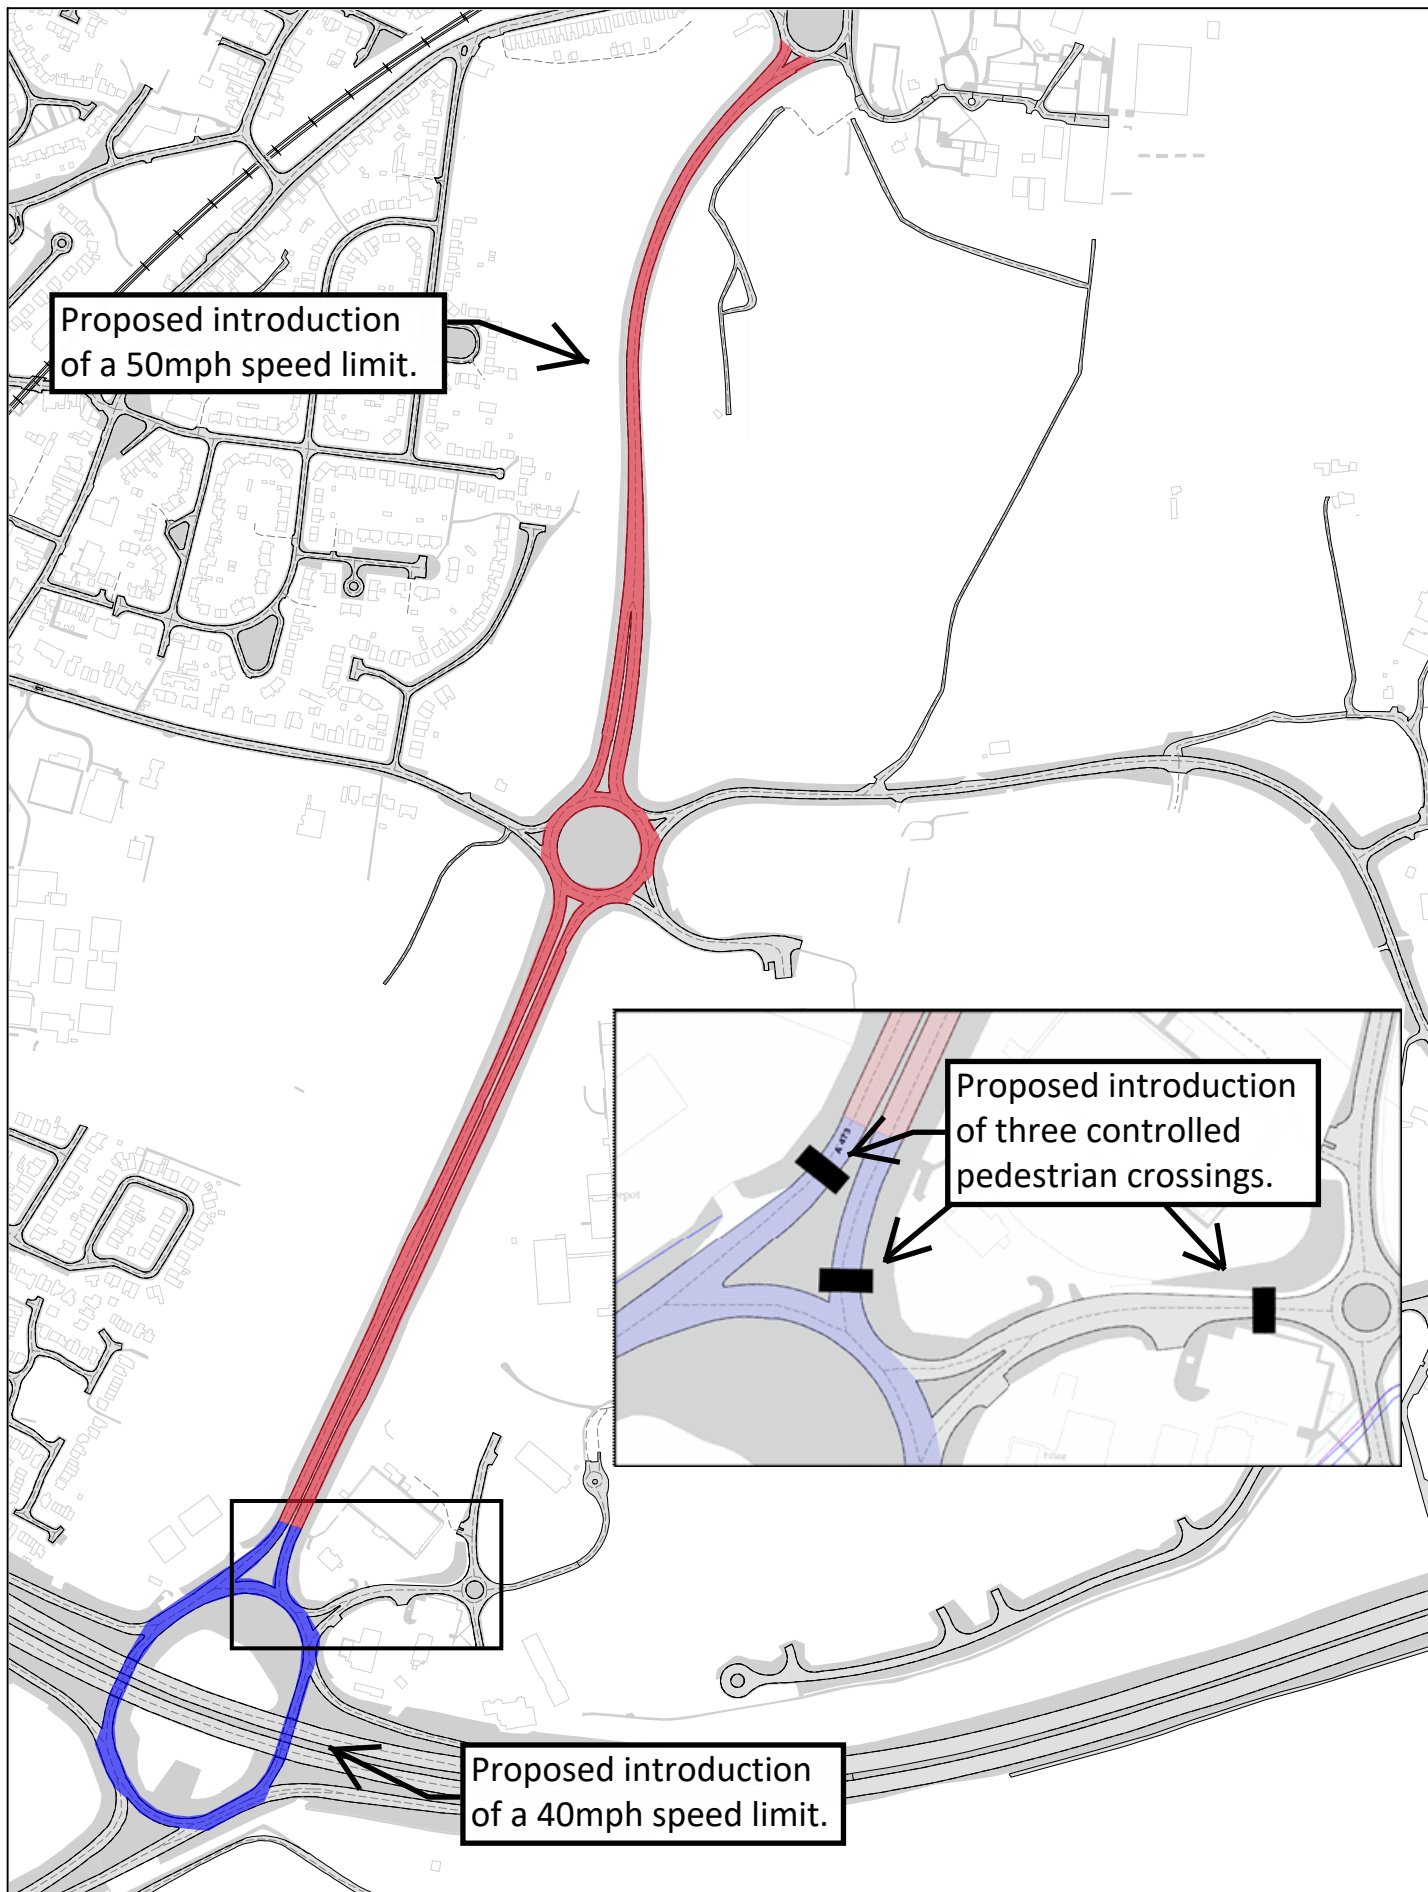 Proposed introduction
of a 50mph speed limit.
Proposed introduction
of three controlled
pedestrian crossings.
A 473
Proposed introduction
of a 40mph speed limit.